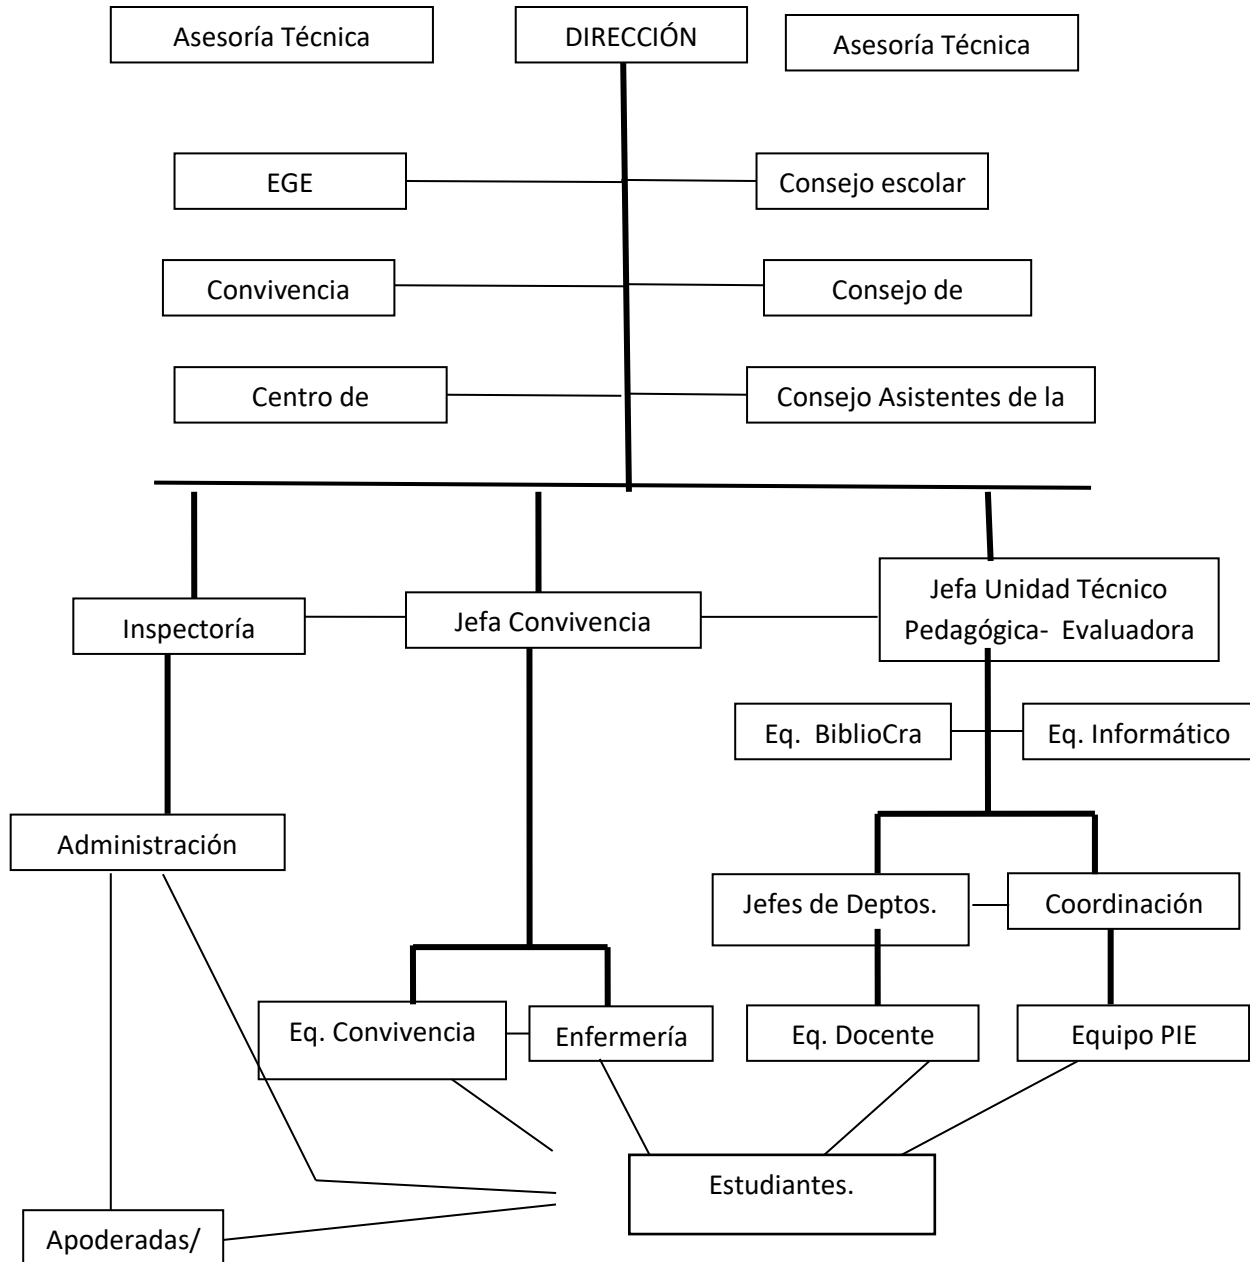 Asesoría Técnica
DIRECCIÓN
Asesoría Técnica
EGE
Consejo escolar
Convivencia
Consejo de
Centro de
Consejo Asistentes de la
Inspectoría
Jefa Convivencia
Jefa Unidad Técnico
Pedagógica- Evaluadora
Eq. BiblioCra
Eq. Informático
Administración
Jefes de Deptos.
Coordinación
Eq. Convivencia
Enfermería
Eq. Docente
Equipo PIE
Estudiantes.
Apoderadas/